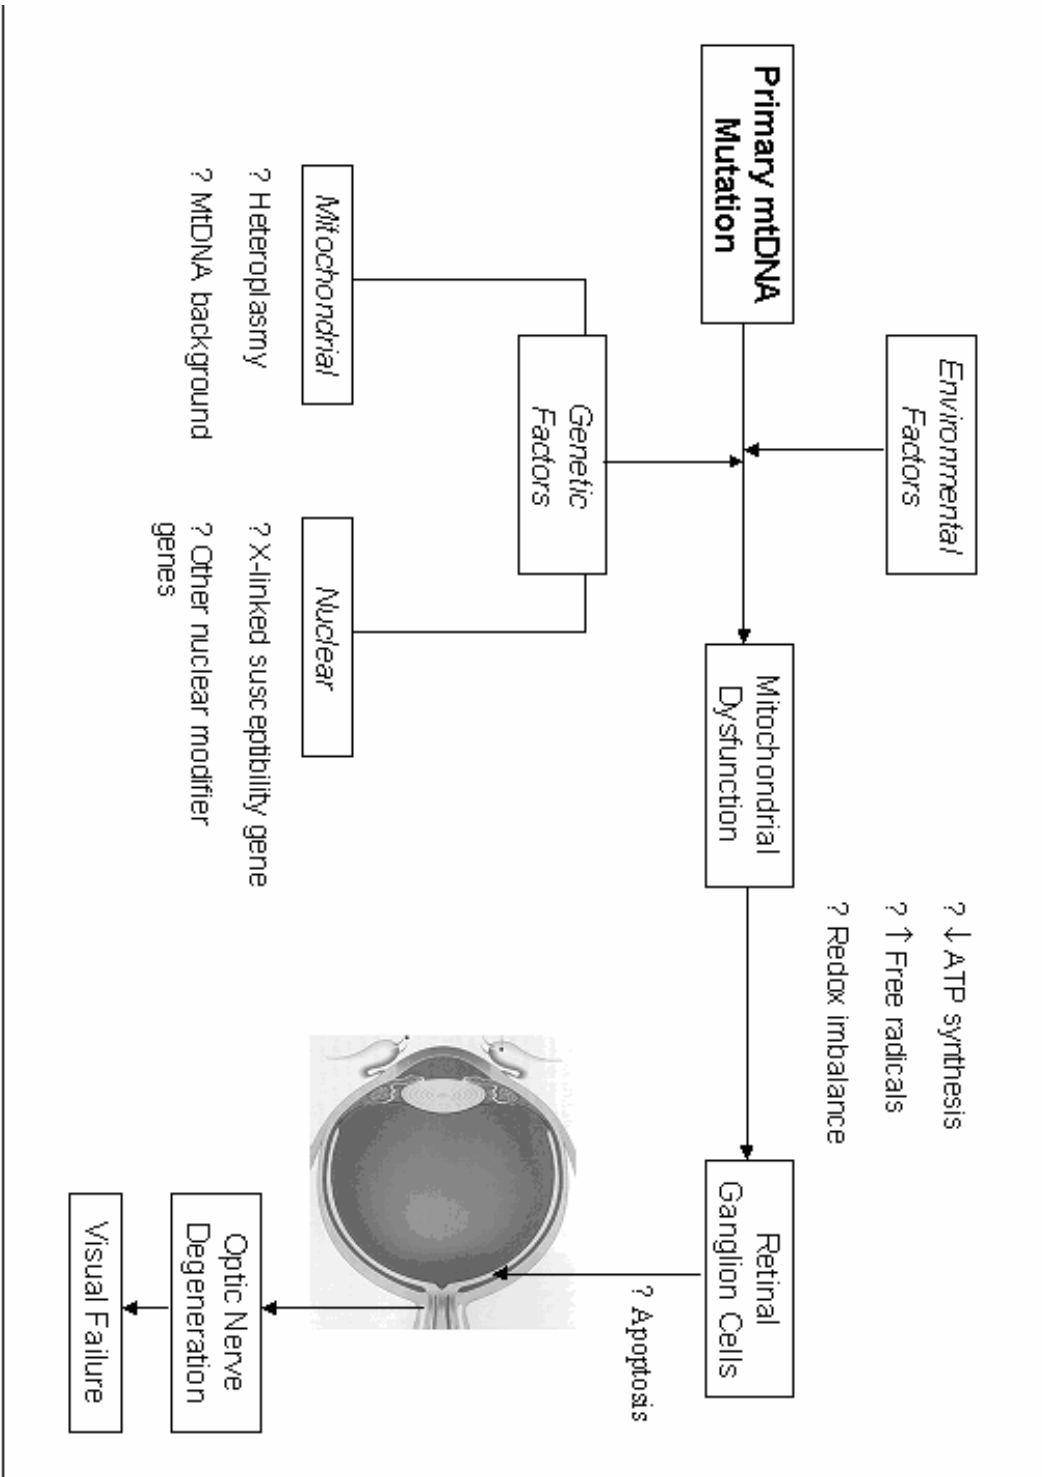 Primary mtDNA
Mutation
Environmental
Factors
Genetic
Factors
Mitochondrial
? Heteroplasmy
? MtDNA background
Nuclear
? X-linked susceptibility gene
? Other nuclear modifier
genes
Mitochondrial
Dysfunction
? ↓ ATP synthesis
? ↑ Free radicals
? Redox imbalance
Retinal
Ganglion Cells
? Apoptosis
Optic Nerve
Degeneration
Visual Failure